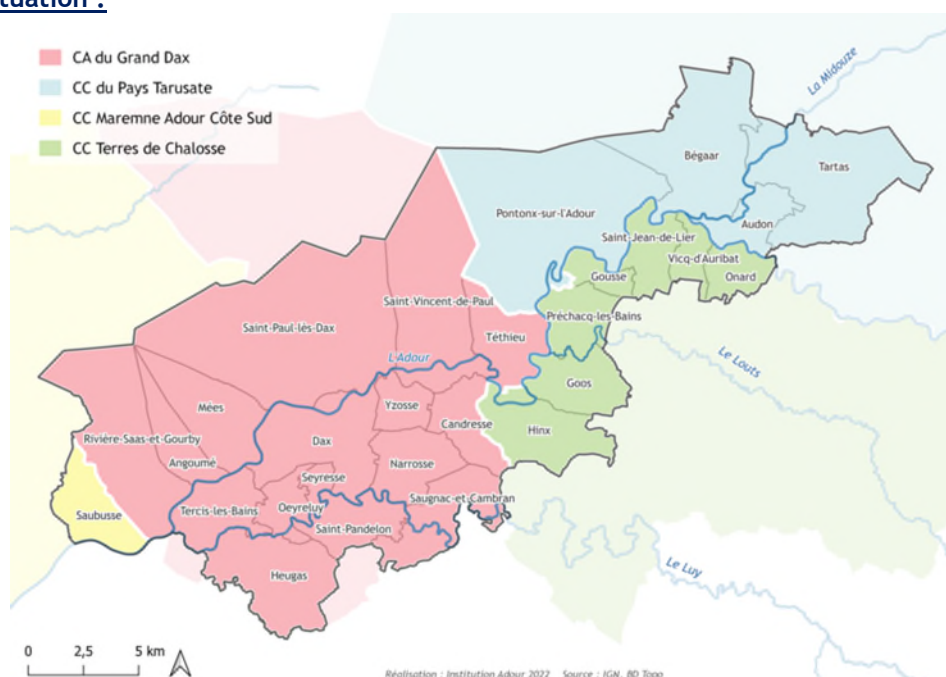 tuation :
CA du Grand Dax
CC du Pays Tarusate
CC Maremne Adour Côte Sud
CC Terres de Chalosse
La Midouze
Bégaar
Tartas
Pontonx-sur-l'Adour
Audon
Saint-Jean-de-Lier
Vicq-d'Auribat
Gousse
Onard
Saint-Vincent-de-Paul
Préchacq-les-Bains
Saint-Paul-lès-Dax
Téthieu
L'Adour
Le Louts
Goos
Yzosse
Mées
Candresse
Hinx
Rivière-Saas-et-Gourby
Dax
Angoumé
Narrosse
Seyresse
Saugnac-et-Cambran
Oeyreluy
Tercis-les-Bains
Saubusse
Saint-Pandelon
Le Luy
Heugas
0 2,5 5 km
Réalisation : Institution Adour 2022 Source : IGN, BD Topo